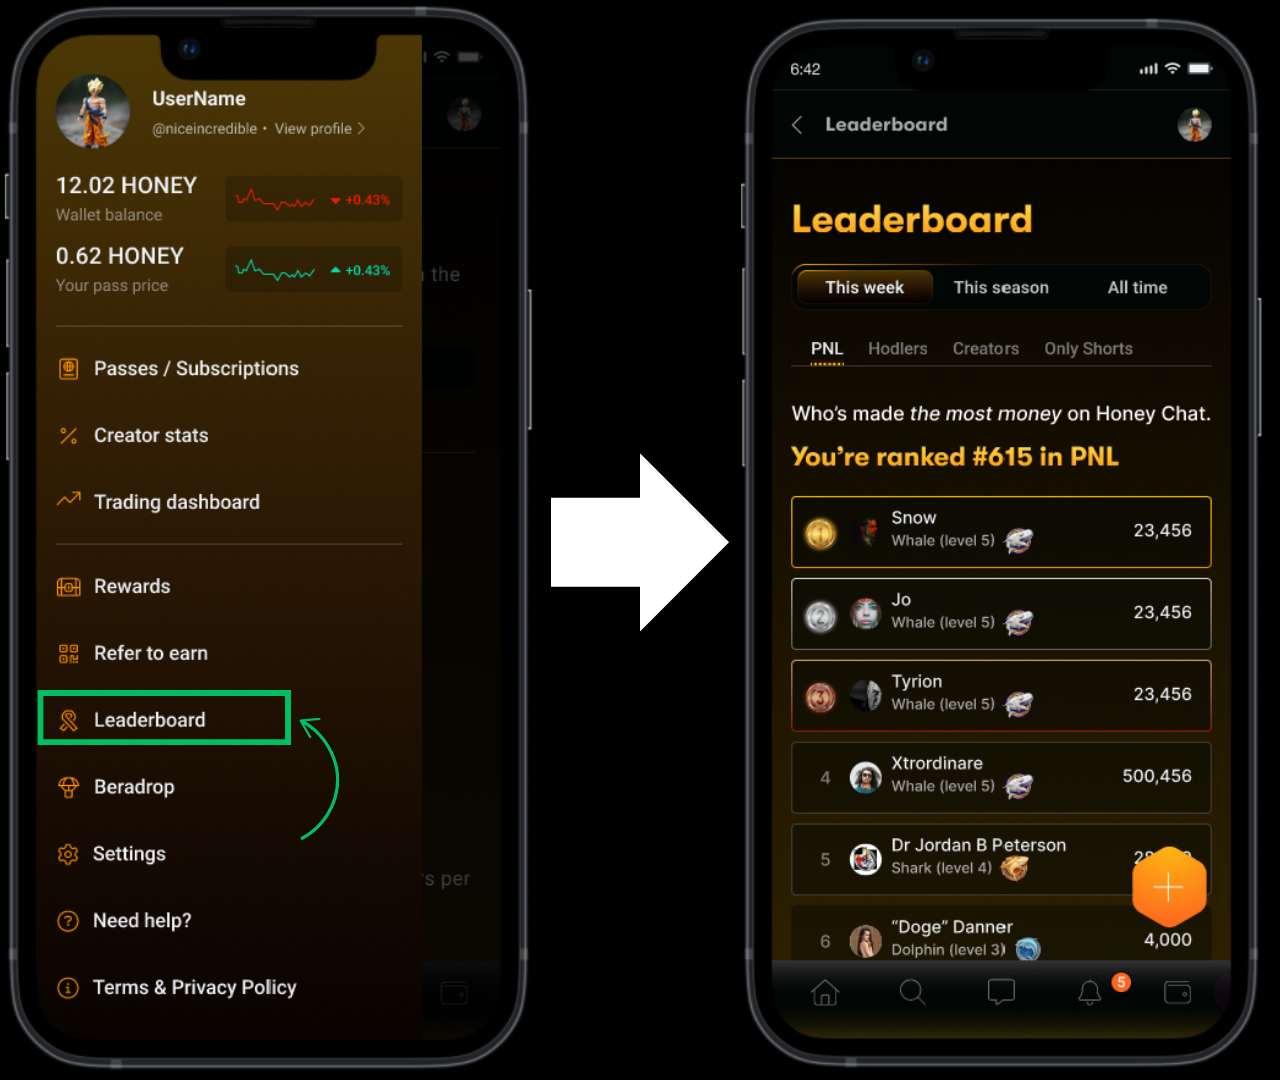 UserName
@niceincredible • View profile
12.02 HONEY
Wallet balance
+0.43%
0.62 HONEY
Your pass price
+0.43%
the
Passes / Subscriptions
Creator stats
Trading dashboard
Rewards
Refer to earn
Leaderboard
Beradrop
Settings
rs per
Need help?
Terms & Privacy Policy
6:42
Leaderboard
Leaderboard
This week
This season
All time
PNL
Hodlers
Creators
Only Shorts
Who's made the most money on Honey Chat.
You're ranked #615 in PNL
Snow
Whale (level 5)
23,456
2
Jo
Whale (level 5)
23,456
3
Tyrion
Whale (level 5)
23,456
4
Xtrordinare
Whale (level 5)
500,456
5
Dr Jordan B Peterson
Shark (level 4)
6
“Doge” Danner
Dolphin (level 3)
4,000
5